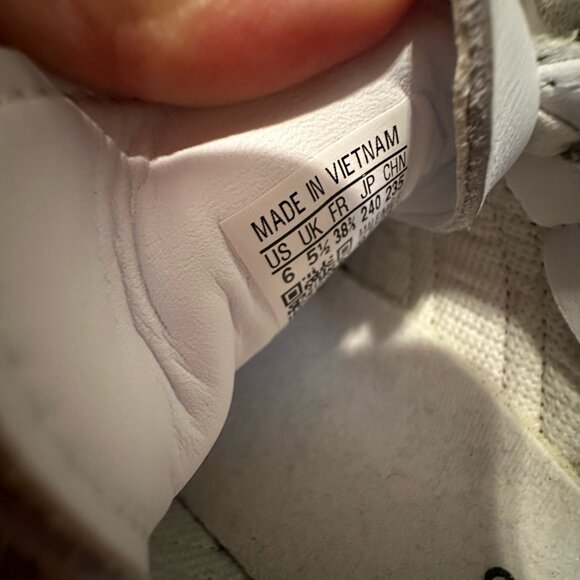 MADE IN VIETNAM
US UK FR JP CHN
6 5½ 38⅔ 240 235